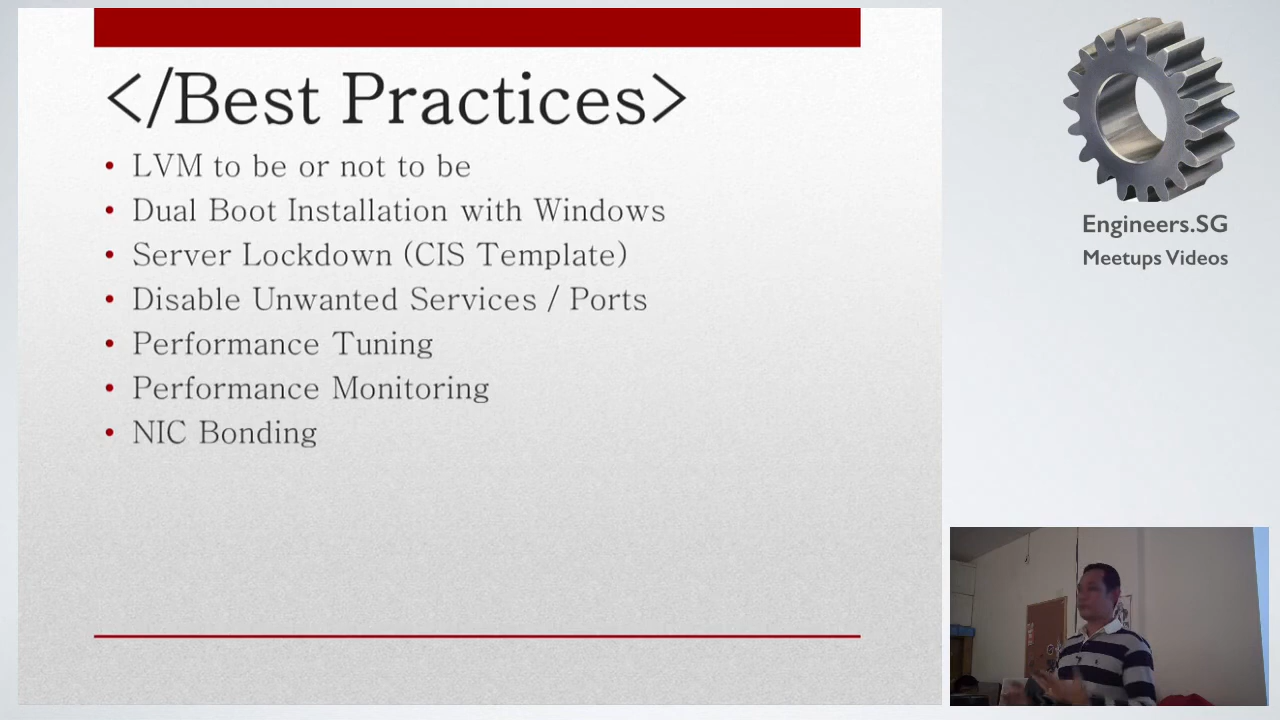 </Best Practices>
• LVM to be or not to be
• Dual Boot Installation with Windows
• Server Lockdown (CIS Template)
• Disable Unwanted Services / Ports
• Performance Tuning
• Performance Monitoring
• NIC Bonding
Engineers.SG
Meetups Videos